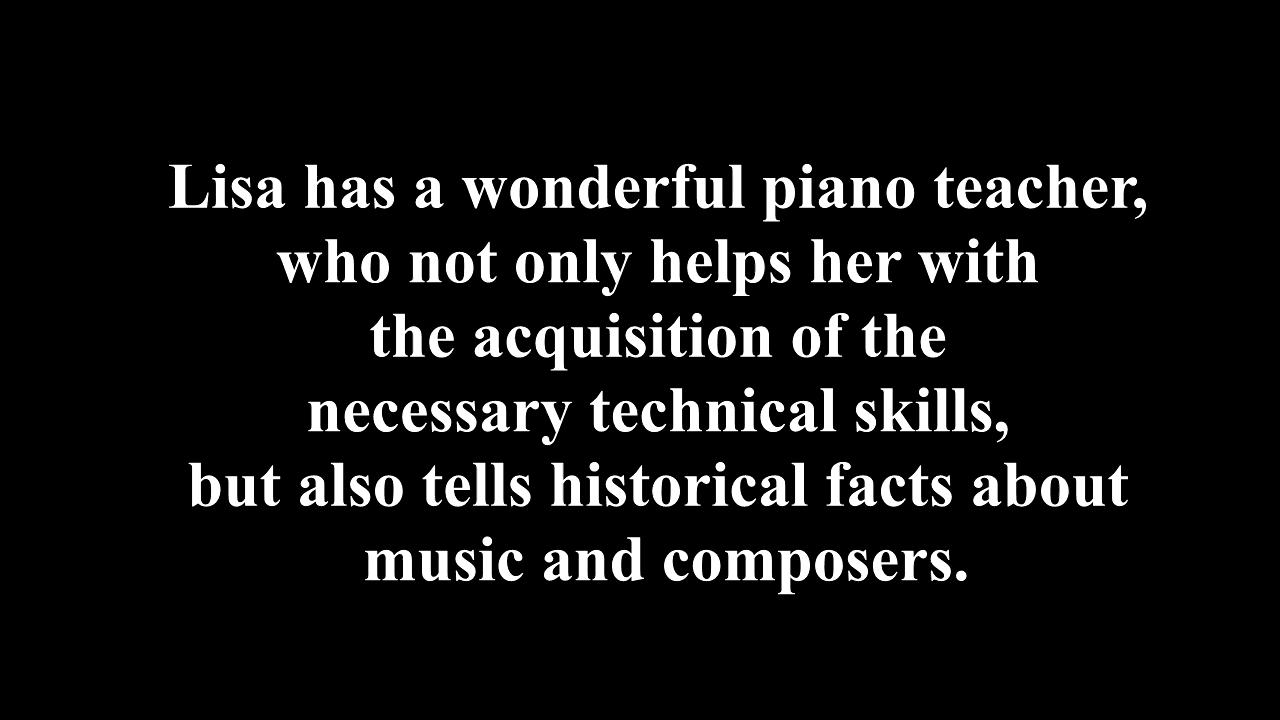 Lisa has a wonderful piano teacher,
who not only helps her with
the acquisition of the
necessary technical skills,
but also tells historical facts about
music and composers.